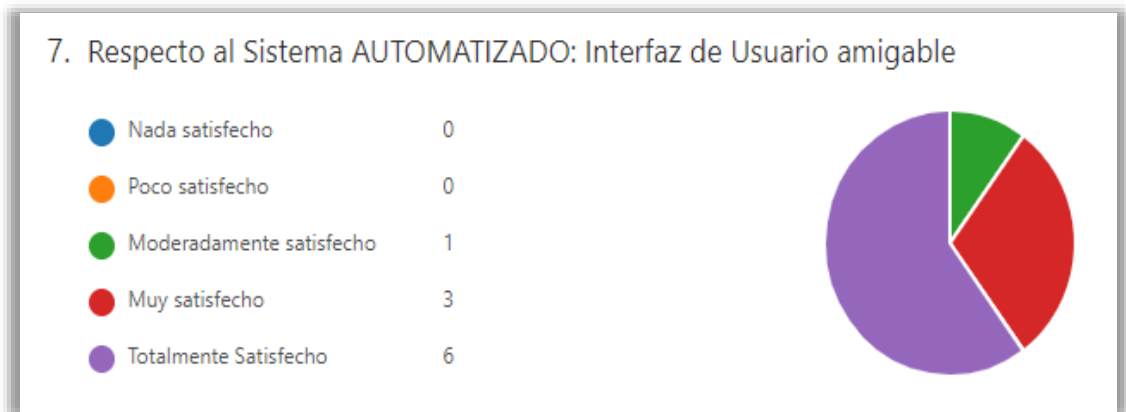 7. Respecto al Sistema AUTOMATIZADO: Interfaz de Usuario amigable
Nada satisfecho 0
Poco satisfecho 0
Moderadamente satisfecho 1
Muy satisfecho 3
Totalmente Satisfecho 6